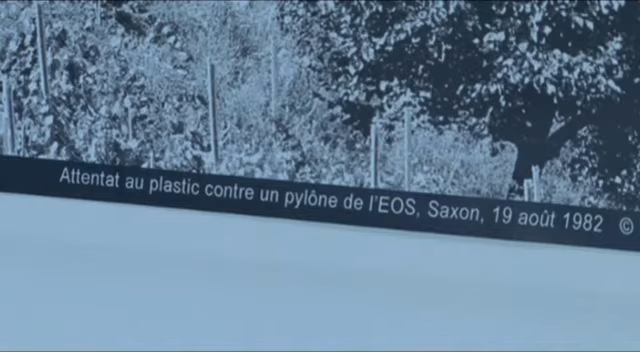 Attentat au plastic contre un pylône de l'EOS, Saxon, 19 août 1982 ©